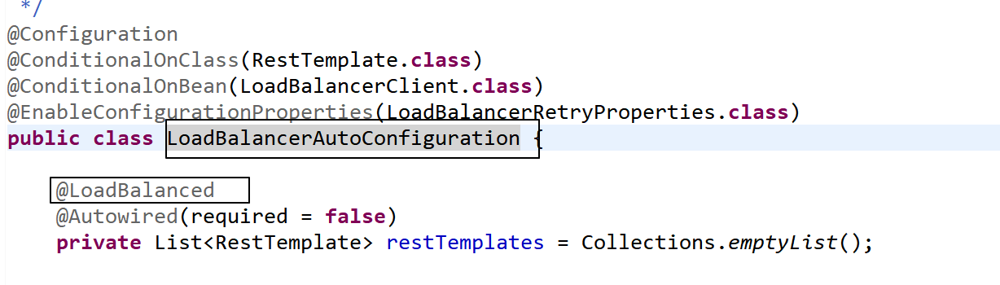 */
@Configuration
@ConditionalOnClass(RestTemplate.class)
@ConditionalOnBean(LoadBalancerClient.class)
@EnableConfigurationProperties(LoadBalancerRetryProperties.class)
public class LoadBalancerAutoConfiguration {
@LoadBalanced
@Autowired(required = false)
private List<RestTemplate> restTemplates = Collections.emptyList();